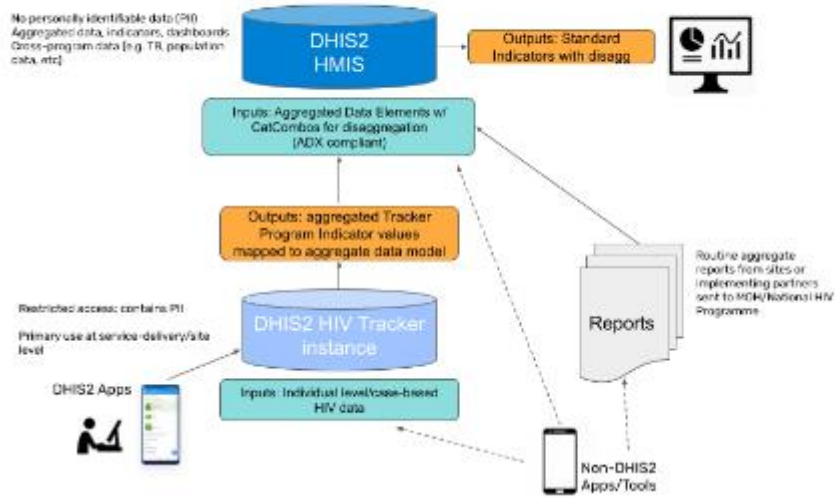 No personally identifiable data (PII)
Aggregated data, indicators, dashboards
Cross-program data (e.g. TB, population
data, etc)
DHIS2
HMIS
Outputs: Standard
Indicators with disagg
Inputs: Aggregated Data Elements w/
CatCombos for disaggregation
(ADX compliant)
Outputs: aggregated Tracker
Program Indicator values
mapped to aggregate data model
Restricted access: contains PII
Primary use at service-delivery/site
level
DHIS2 HIV Tracker
instance
Reports
Routine aggregate
reports from sites or
implementing partners
sent to MOH/National HIV
Programme
DHIS2 Apps
Inputs: Individual level/case-based
HIV data
Non-DHIS2
Apps/Tools